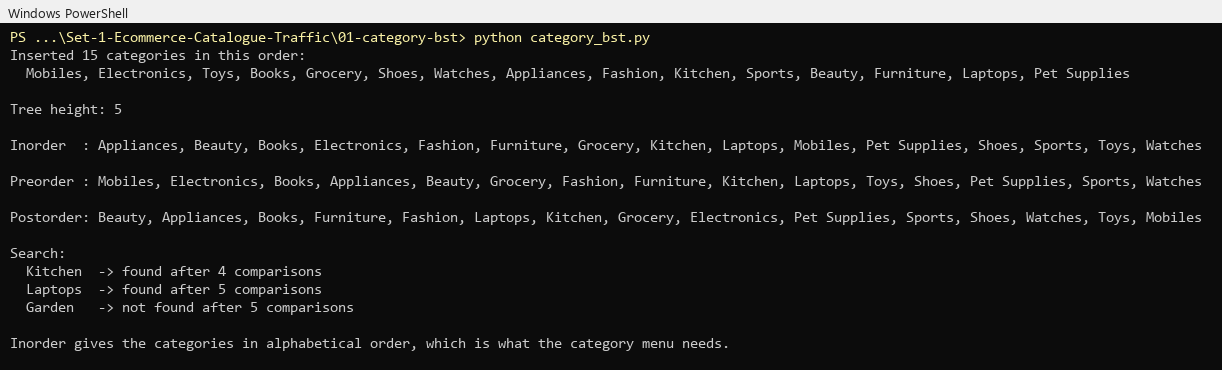 Windows PowerShell
PS ...\Set-1-Ecommerce-Catalogue-Traffic\01-category-bst> python category_bst.py
Inserted 15 categories in this order:
  Mobiles, Electronics, Toys, Books, Grocery, Shoes, Watches, Appliances, Fashion, Kitchen, Sports, Beauty, Furniture, Laptops, Pet Supplies
Tree height: 5
Inorder  : Appliances, Beauty, Books, Electronics, Fashion, Furniture, Grocery, Kitchen, Laptops, Mobiles, Pet Supplies, Shoes, Sports, Toys, Watches
Preorder : Mobiles, Electronics, Books, Appliances, Beauty, Grocery, Fashion, Furniture, Kitchen, Laptops, Toys, Shoes, Pet Supplies, Sports, Watches
Postorder: Beauty, Appliances, Books, Furniture, Fashion, Laptops, Kitchen, Grocery, Electronics, Pet Supplies, Sports, Shoes, Watches, Toys, Mobiles
Search:
  Kitchen  -> found after 4 comparisons
  Laptops  -> found after 5 comparisons
  Garden   -> not found after 5 comparisons
Inorder gives the categories in alphabetical order, which is what the category menu needs.